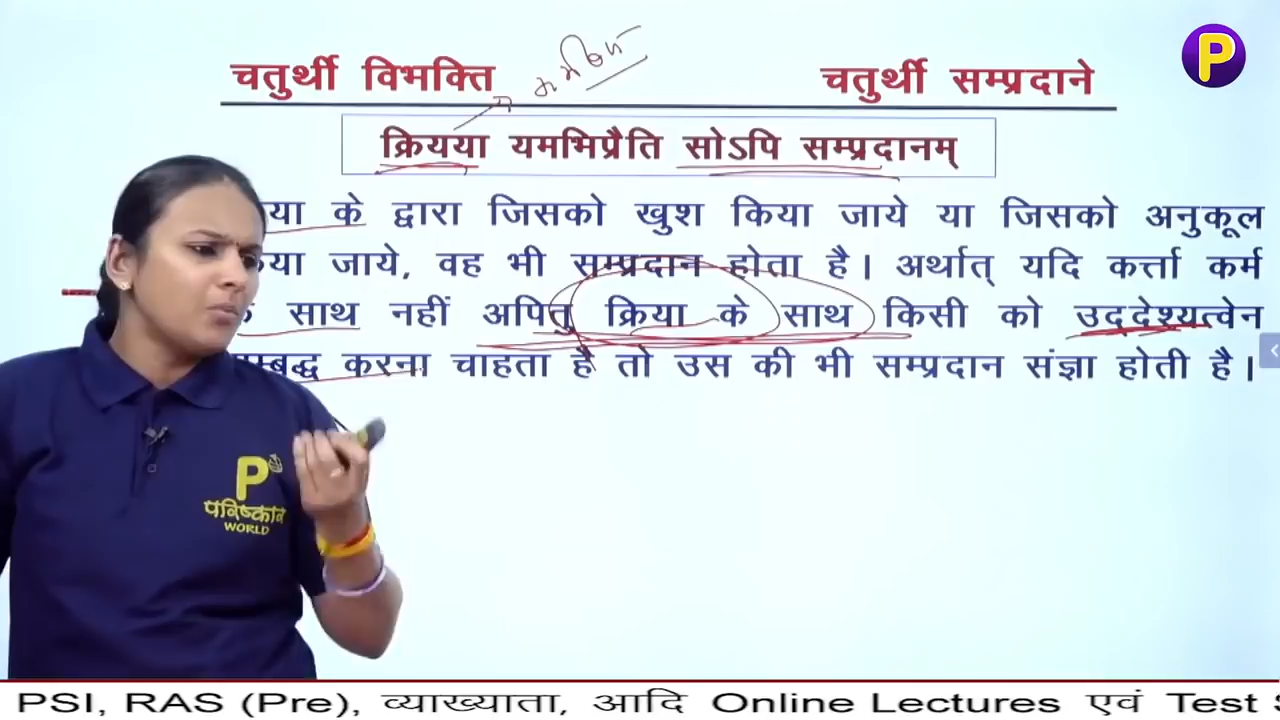 चतुर्थी विभक्ति चतुर्थी सम्प्रदाने
क्रियया यमभिप्रैति सोऽपि सम्प्रदानम्
के द्वारा जिसको खुश किया जाये या जिसको अनुकूल
जाये, वह भी सम्प्रदान होता है। अर्थात् यदि कर्त्ता कर्म
साथ नहीं अपितु क्रिया के साथ किसी को उद्देश्यत्वेन
करना चाहता है तो उस की भी सम्प्रदान संज्ञा होती है।
P
P
परिष्कार
WORLD
PSI, RAS (Pre), व्याख्याता, आदि Online Lectures एवं Test